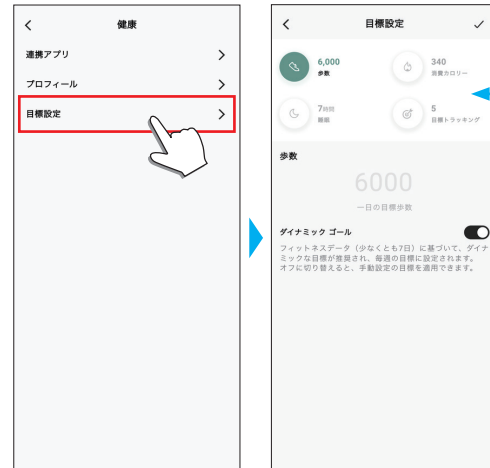 健康
連携アプリ
プロフィール
目標設定
目標設定
6,000
歩数
340
消費カロリー
7時間
睡眠
5
目標トラッキング
歩数
6000
一日の目標歩数
ダイナミック ゴール
フィットネスデータ（少なくとも7日）に基づいて、ダイナ
ミックな目標が推奨され、毎週の目標に設定されます。
オフに切り替えると、手動設定の目標を適用できます。